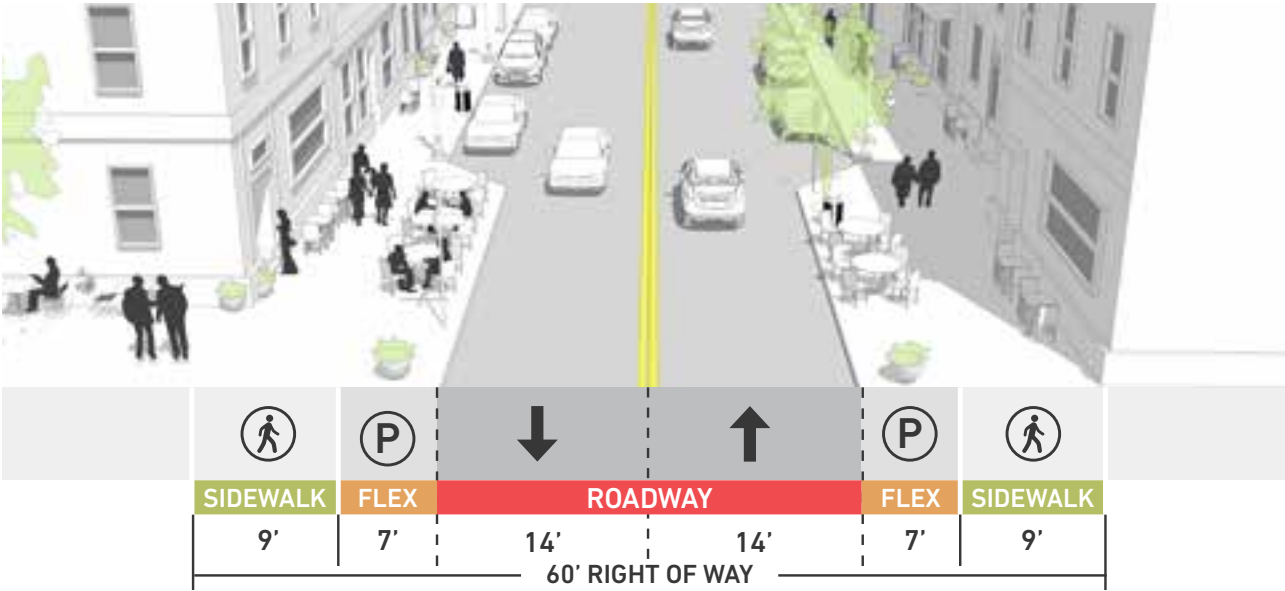 P P
SIDEWALK FLEX ROADWAY FLEX SIDEWALK
9’ 7’ 14’ 14’ 7’ 9’
60’ RIGHT OF WAY